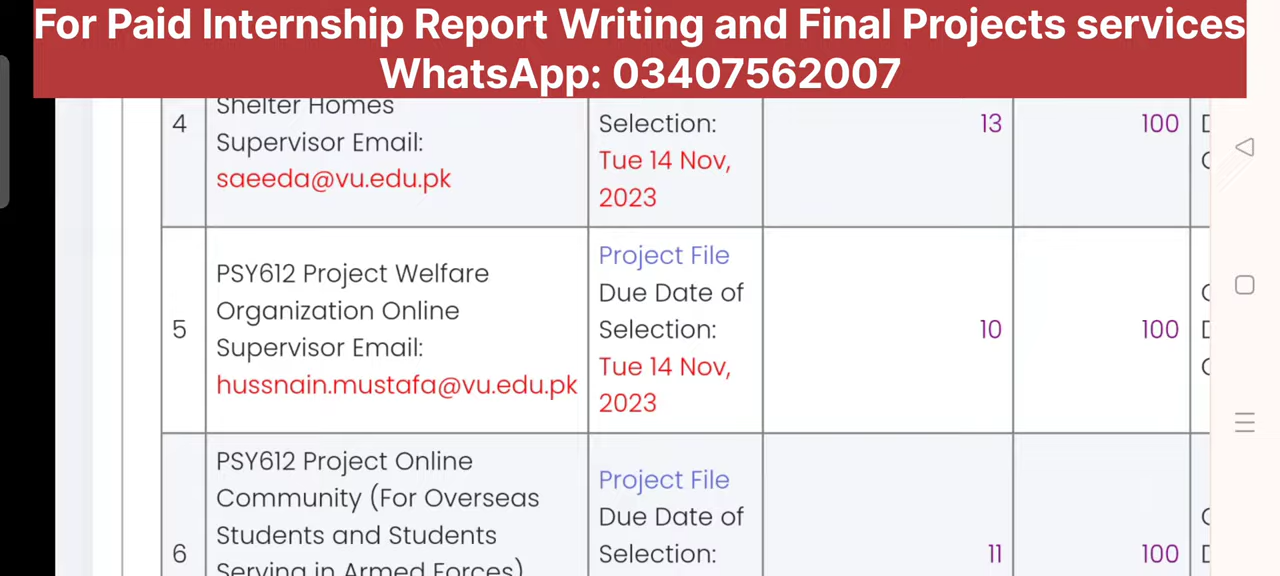 For Paid Internship Report Writing and Final Projects services
WhatsApp: 03407562007
4
Shelter Homes
Supervisor Email:
saeeda@vu.edu.pk
Selection:
Tue 14 Nov,
2023
13
100
5
PSY612 Project Welfare
Organization Online
Supervisor Email:
hussnain.mustafa@vu.edu.pk
Project File
Due Date of
Selection:
Tue 14 Nov,
2023
10
100
6
PSY612 Project Online
Community (For Overseas
Students and Students
Serving in Armed Forces)
Project File
Due Date of
Selection:
11
100